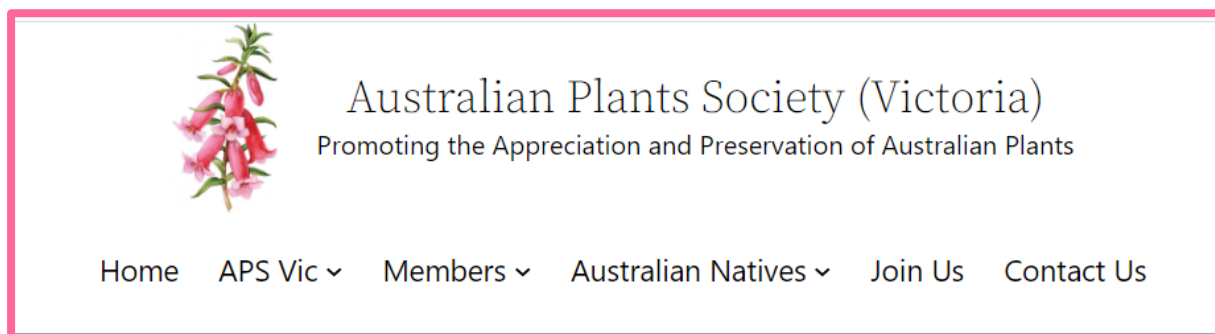 Australian Plants Society (Victoria)
Promoting the Appreciation and Preservation of Australian Plants
Home APS Vic Members Australian Natives Join Us Contact Us